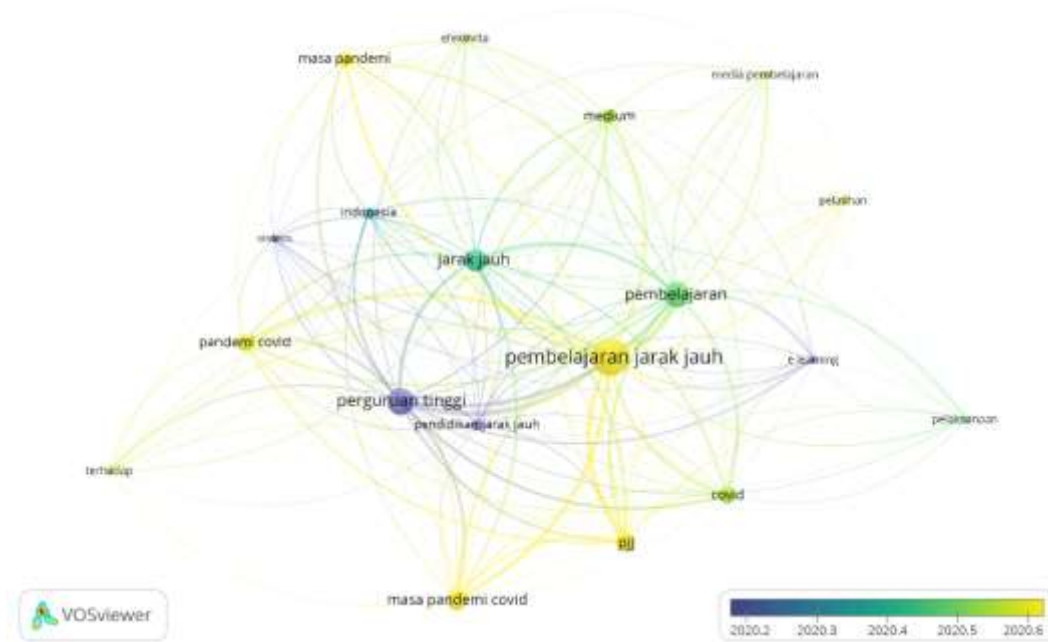 masa pandemi
media pembelajaran
medium
pelatihan
indonesia
jarak jauh
pembelajaran
pandemi covid
pembelajaran jarak jauh
e learning
perguruan tinggi
pendidikan jarak jauh
pelaksanaan
terhadap
covid
pjj
masa pandemi covid
VOSviewer
2020.2 2020.3 2020.4 2020.5 2020.6